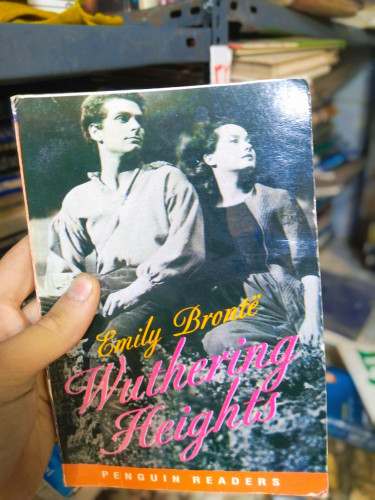 Emily Brontë
Wuthering
Heights
PENGUIN READERS